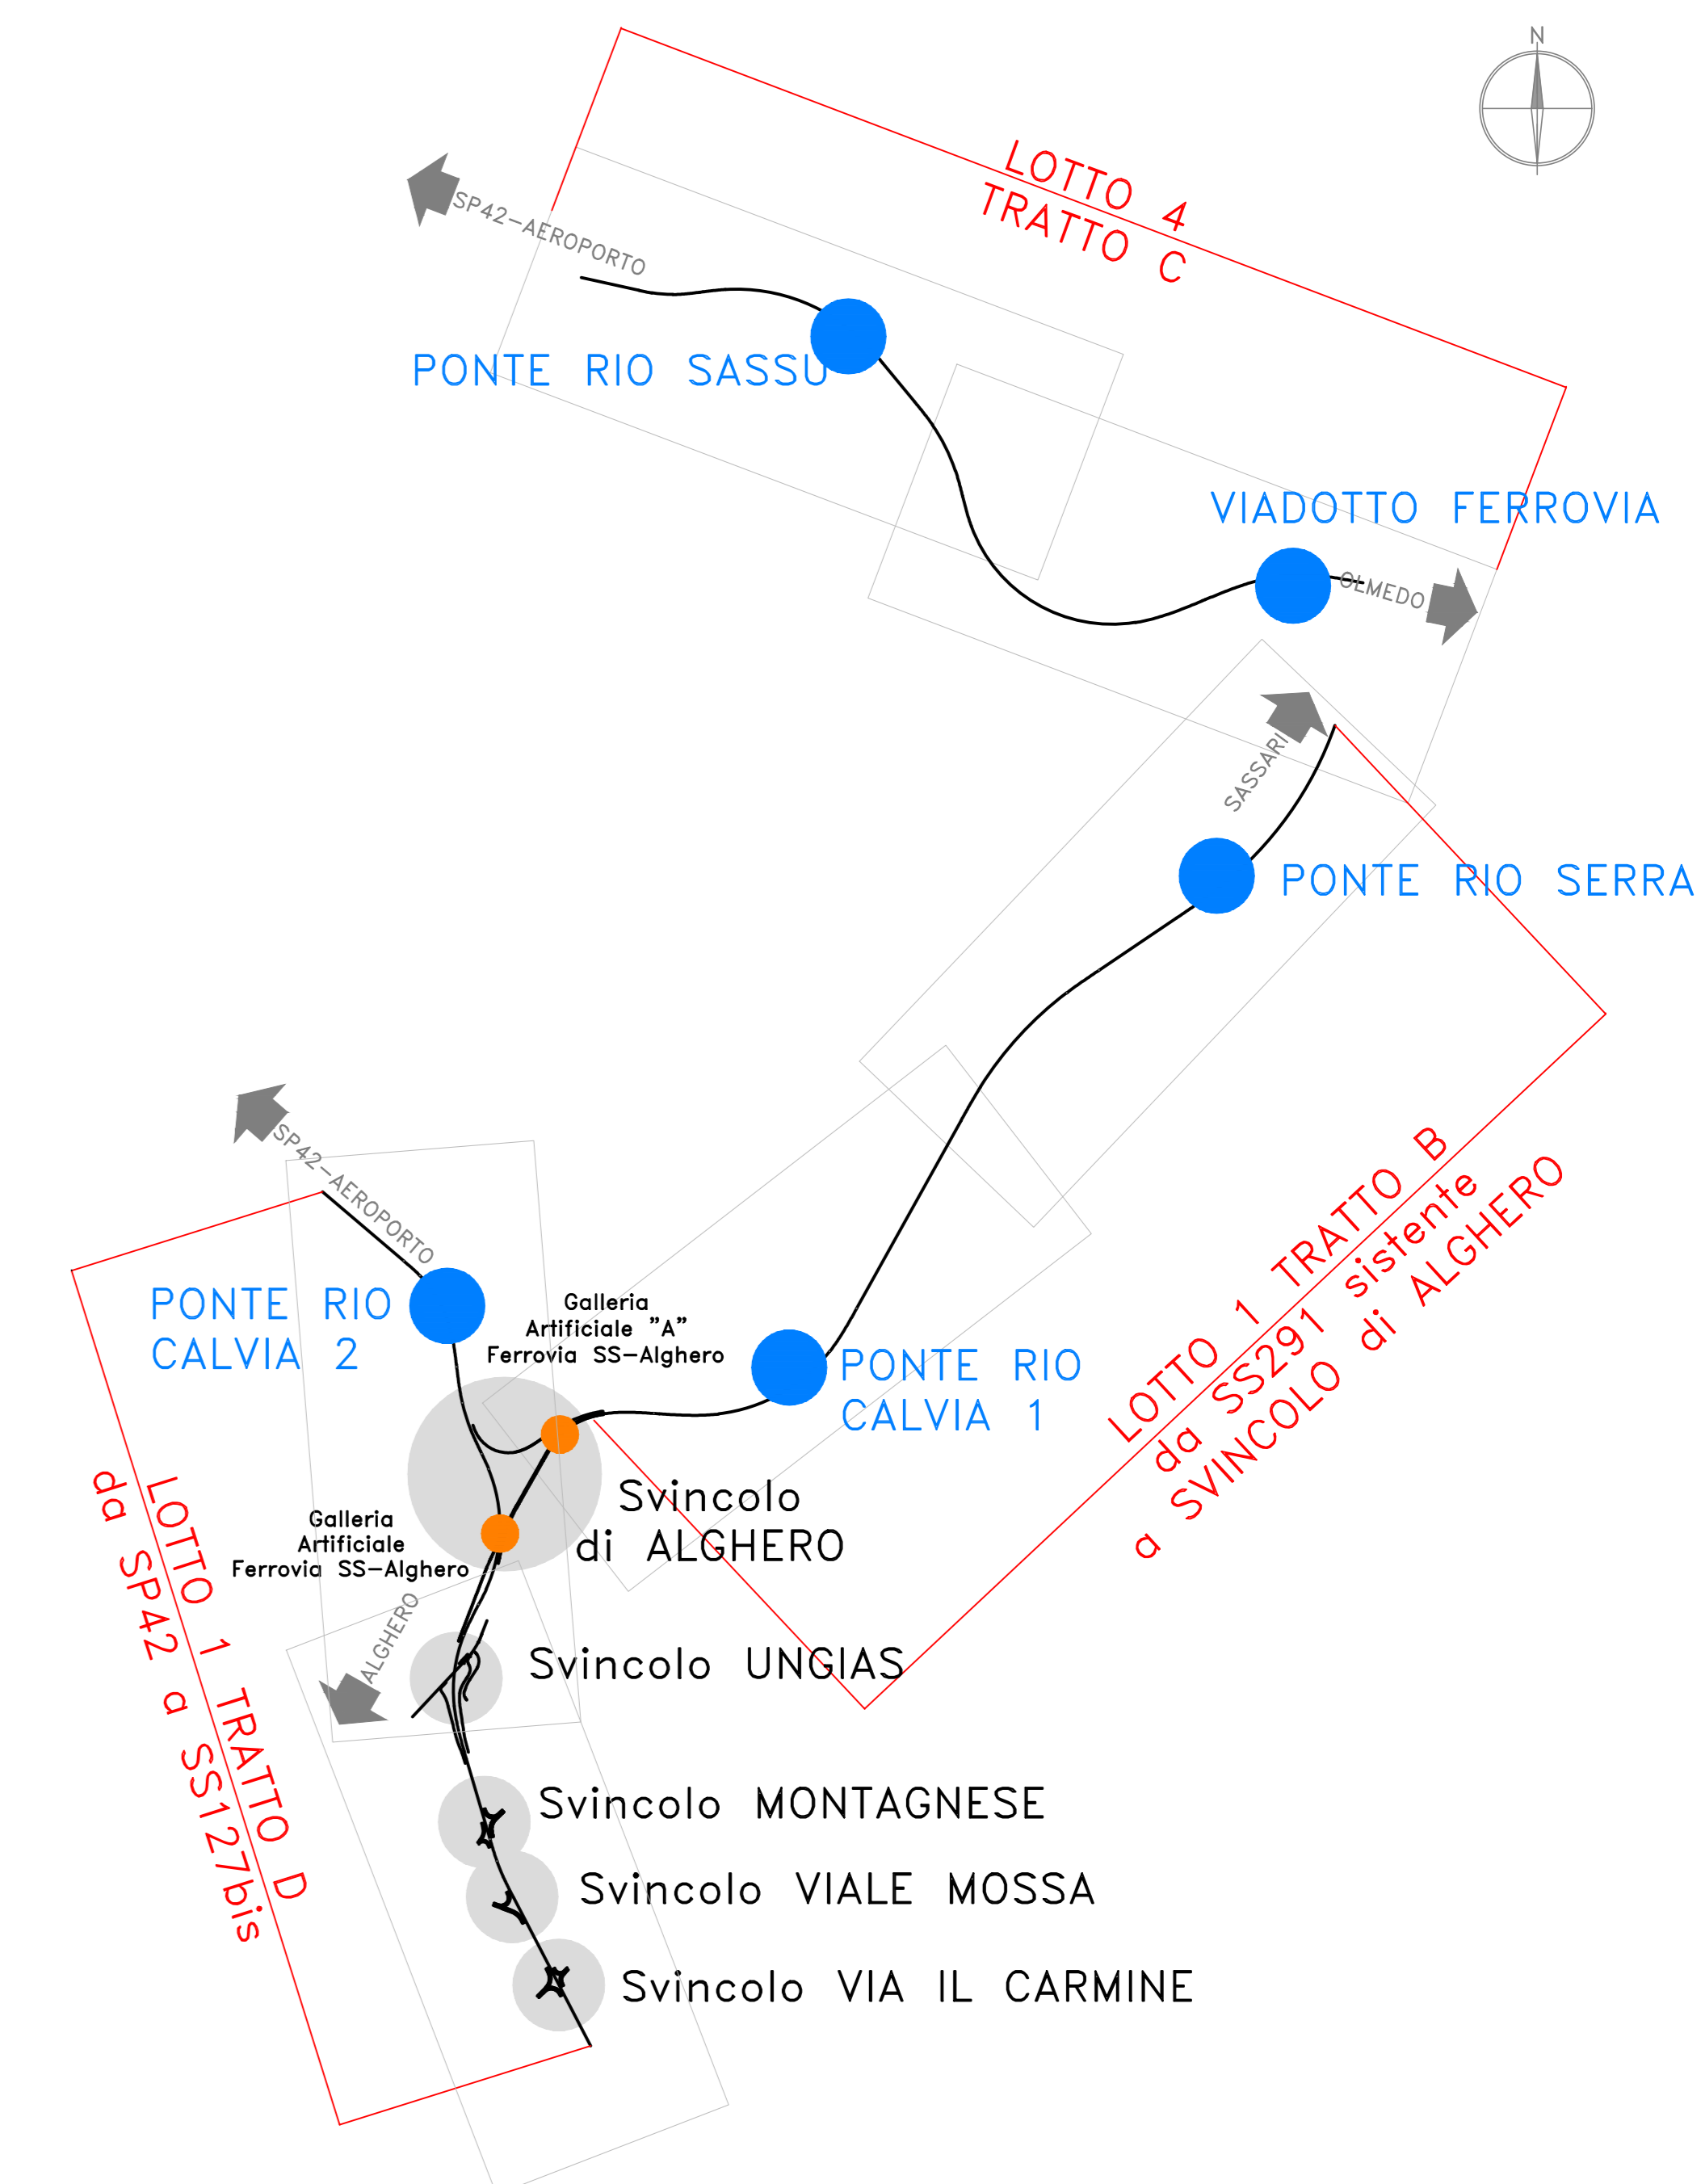 N
LOTTO 4
TRATTO C
SP42-AEROPORTO
PONTE RIO SASSU
VIADOTTO FERROVIA
OLMEDO
SASSARI
PONTE RIO SERRA
SP42-AEROPORTO
PONTE RIO
CALVIA 2
Galleria
Artificiale "A"
Ferrovia SS-Alghero
PONTE RIO
CALVIA 1
LOTTO 1 TRATTO B
da SS291 sistente
a SVINCOLO di ALGHERO
Svincolo
di ALGHERO
Galleria
Artificiale
Ferrovia SS-Alghero
LOTTO 1 TRATTO D
da SP42 a SS127bis
ALGHERO
Svincolo UNGIAS
Svincolo MONTAGNESE
Svincolo VIALE MOSSA
Svincolo VIA IL CARMINE